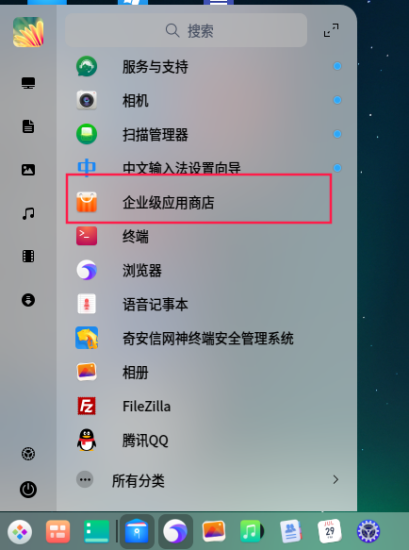 搜索
服务与支持
相机
扫描管理器
中文输入法设置向导
企业级应用商店
终端
浏览器
语音记事本
奇安信网神终端安全管理系统
相册
FileZilla
腾讯QQ
所有分类
JUL
29